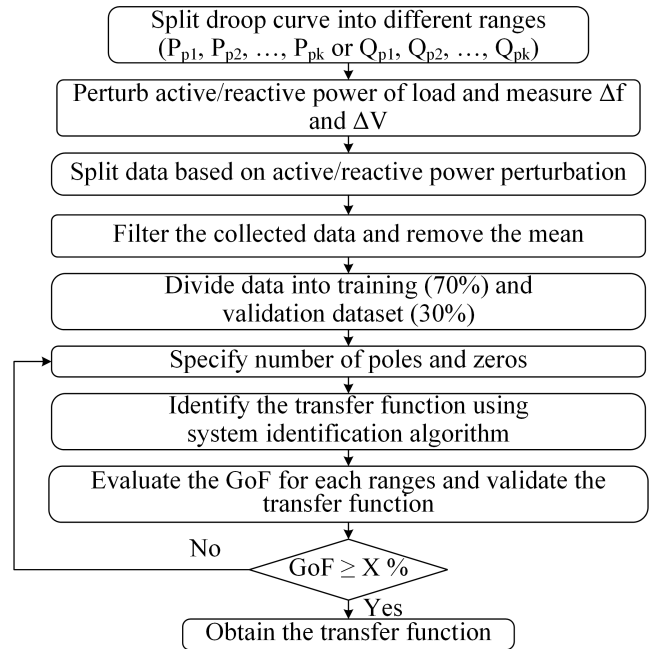 Split droop curve into different ranges
(Pp1, Pp2, ..., Ppk or Qp1, Qp2, ..., Qpk)
Perturb active/reactive power of load and measure Δf
and ΔV
Split data based on active/reactive power perturbation
Filter the collected data and remove the mean
Divide data into training (70%) and
validation dataset (30%)
Specify number of poles and zeros
Identify the transfer function using
system identification algorithm
Evaluate the GoF for each ranges and validate the
transfer function
No
GoF ≥ X %
Yes
Obtain the transfer function